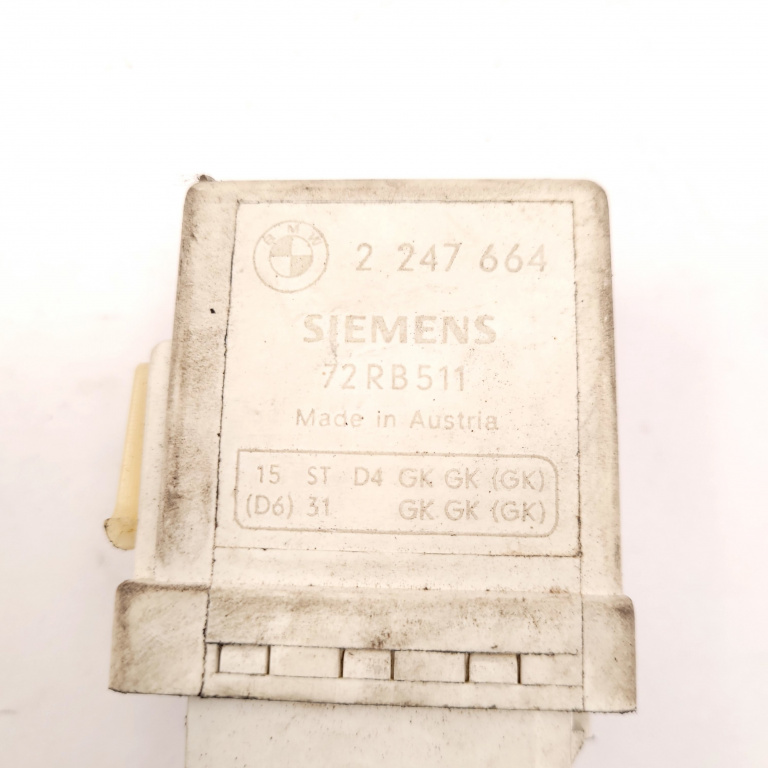 BMW 2 247 664
SIEMENS
72RB511
Made in Austria
15 ST D4 GK GK (GK)
(D6) 31 GK GK (GK)